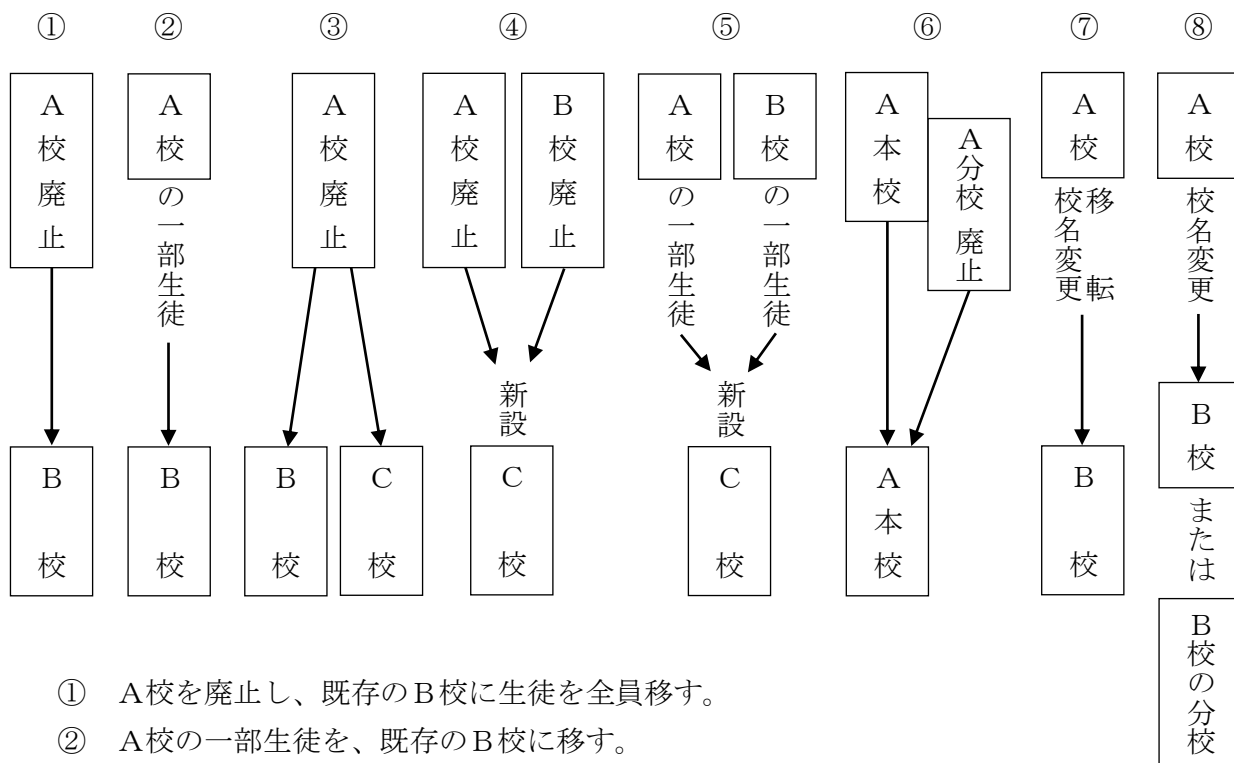 ①
②
③
④
⑤
⑥
⑦
⑧
A校廃止
A校
の一部生徒
A校廃止
A校廃止
B校廃止
A校
の一部生徒
B校
の一部生徒
A本校
A分校 廃止
A校
移転
校名変更
A校
校名変更
新設
新設
B校
または
B校の分校
B校
B校
B校
C校
C校
C校
A本校
B校
① A校を廃止し、既存のB校に生徒を全員移す。
② A校の一部生徒を、既存のB校に移す。